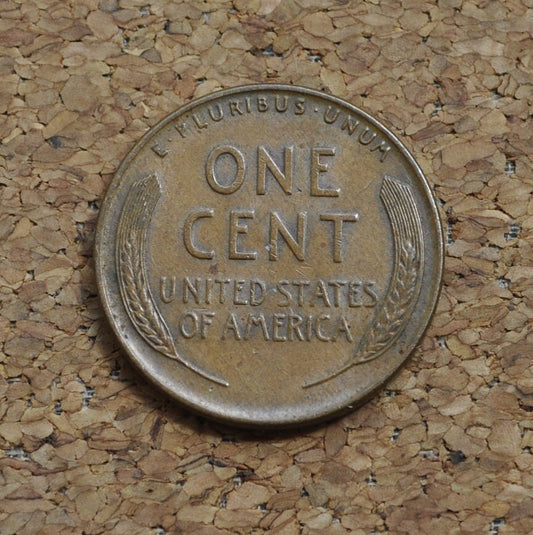 E·PLURIBUS·UNUM
ONE
CENT
UNITED·STATES
OF AMERICA